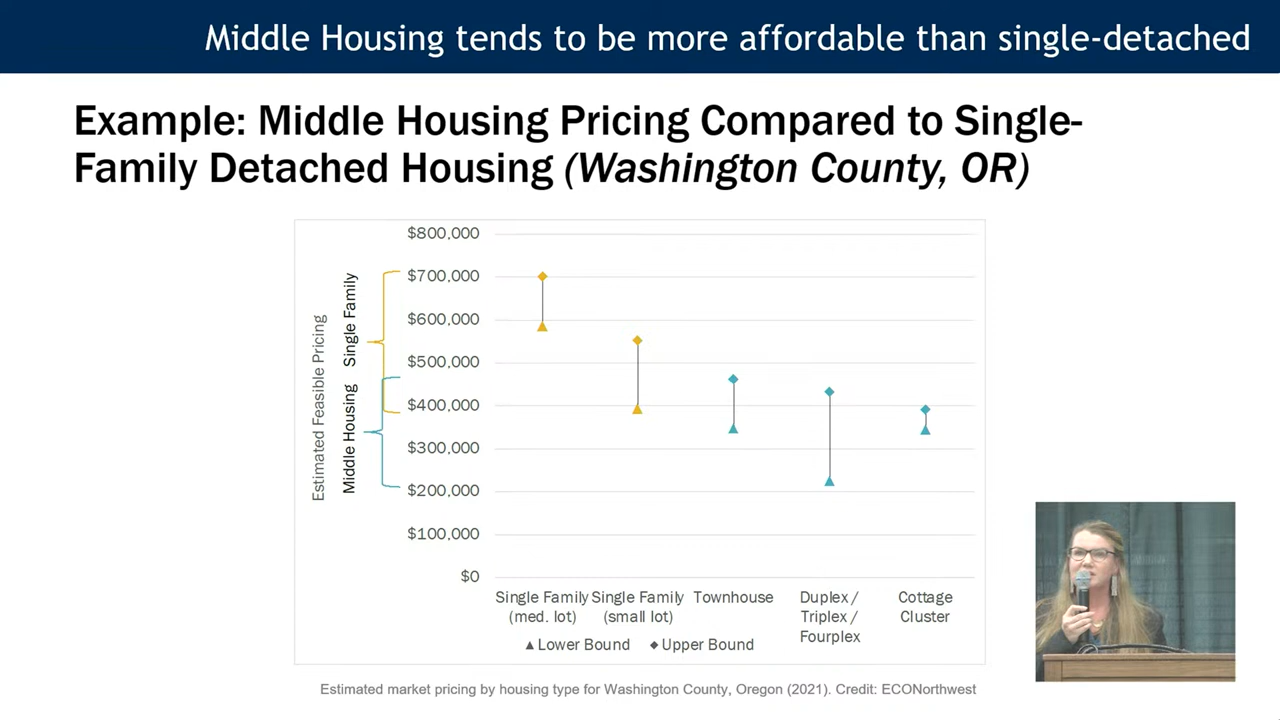 Middle Housing tends to be more affordable than single-detached
Example: Middle Housing Pricing Compared to Single-
Family Detached Housing (Washington County, OR)
Estimated Feasible Pricing
Single Family
Middle Housing
$800,000
$700,000
$600,000
$500,000
$400,000
$300,000
$200,000
$100,000
$0
Single Family
(med. lot)
Single Family
(small lot)
Townhouse
Duplex /
Triplex /
Fourplex
Cottage
Cluster
Lower Bound
Upper Bound
Estimated market pricing by housing type for Washington County, Oregon (2021). Credit: ECONorthwest